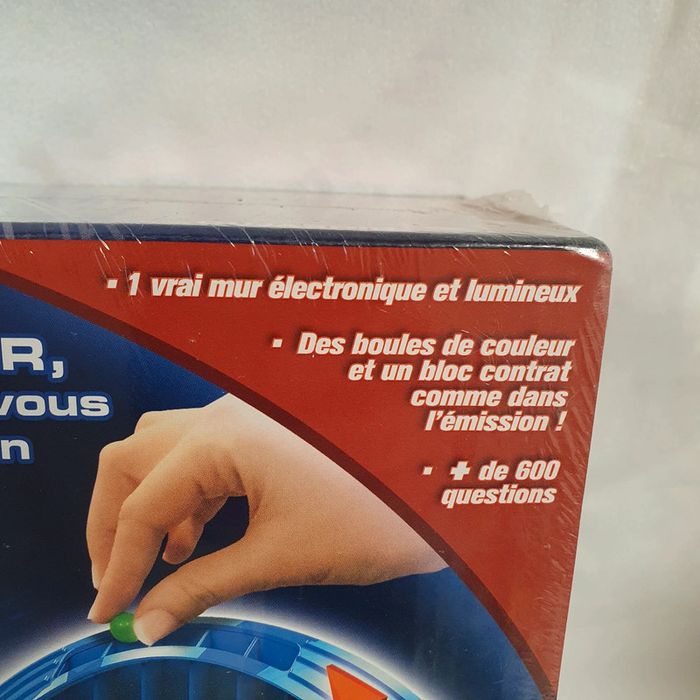 ▪ 1 vrai mur électronique et lumineux
▪ Des boules de couleur
et un bloc contrat
comme dans
l'émission !
▪ + de 600
questions
R,
vous
n